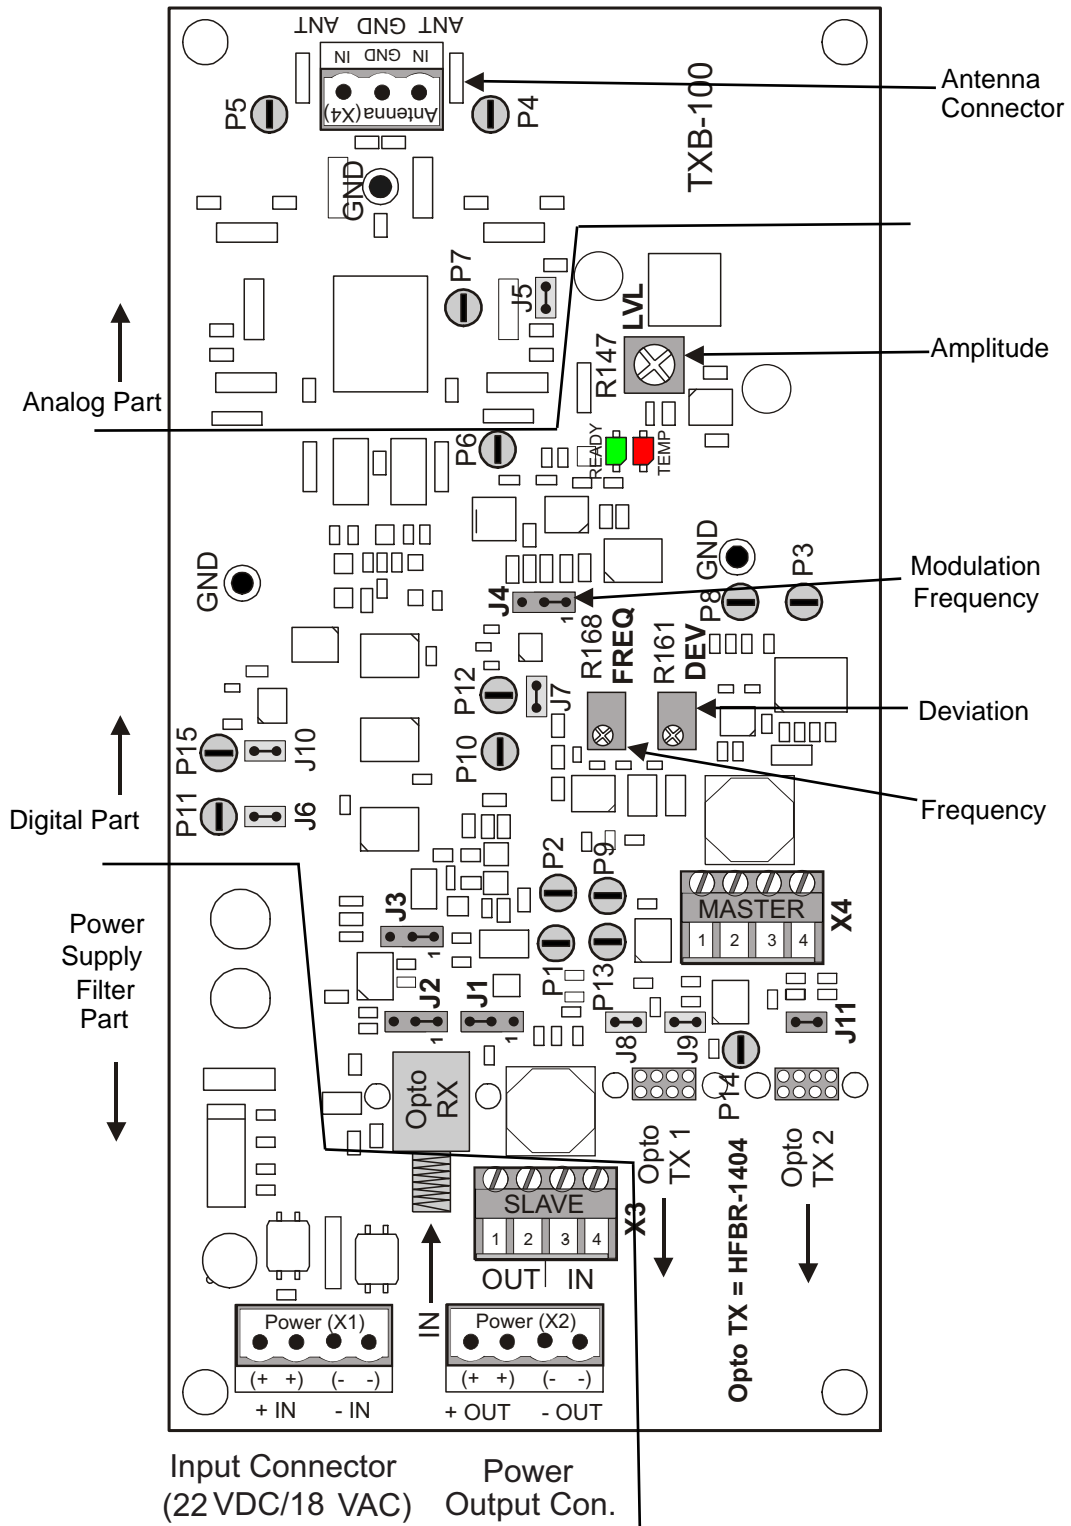 ANT GND ANT
IN GND IN
Antenna(X4)
P5
P4
TXB-100
Antenna
Connector
GND
P7
J5
LVL
R147
Amplitude
Analog Part
P6
READY
TEMP
GND
GND
P3
P8
Modulation
Frequency
J4
1
R168
FREQ
R161
DEV
P12
J7
Deviation
P15
J10
P10
P11
J6
Digital Part
Frequency
P2
P9
MASTER
1 2 3 4
X4
J3
1
Power
Supply
Filter
Part
P1
P13
J2
1
J1
1
J8
J9
J11
P14
Opto
RX
Opto
TX 1
Opto
TX 2
SLAVE
1 2 3 4
X3
OUT IN
IN
Opto TX = HFBR-1404
Power (X1)
Power (X2)
(+ +) (- -)
(+ +) (- -)
+ IN - IN
+ OUT - OUT
Input Connector
(22 VDC/18 VAC)
Power
Output Con.